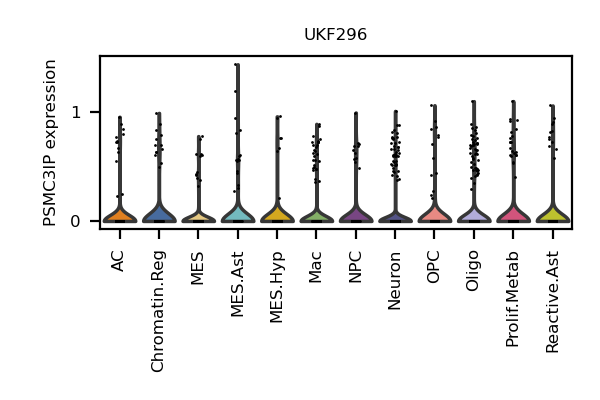 UKF296
PSMC3IP expression
1
0
AC
Chromatin.Reg
MES
MES.Ast
MES.Hyp
Mac
NPC
Neuron
OPC
Oligo
Prolif.Metab
Reactive.Ast